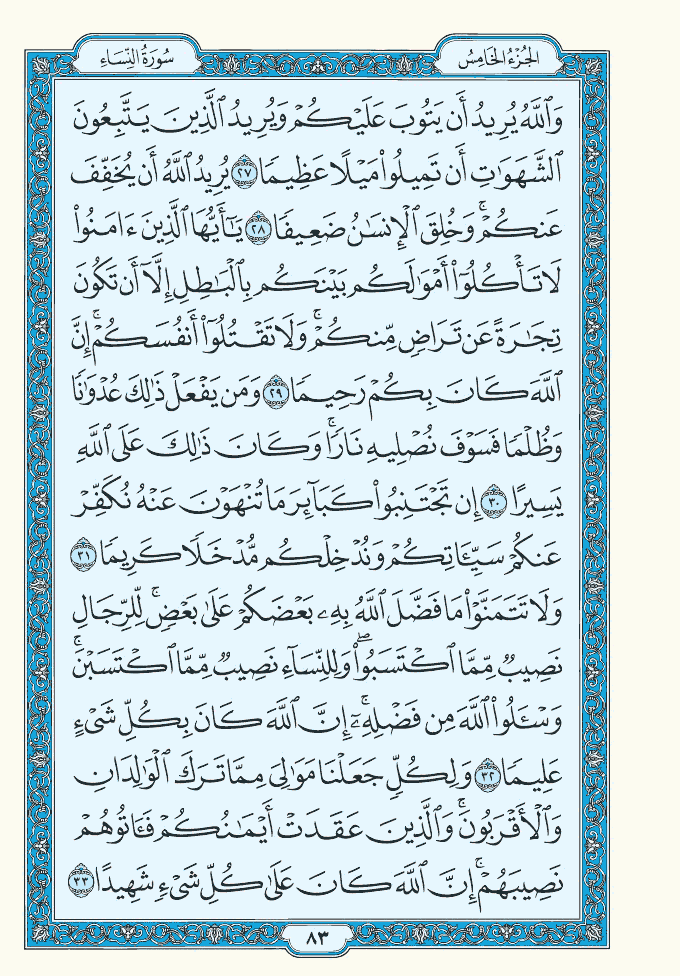 الجُزْءُ الخَامِسُ
سُورَةُ النِّسَاءِ
وَٱللَّهُ يُرِيدُ أَن يَتُوبَ عَلَيْكُمْ وَيُرِيدُ ٱلَّذِينَ يَتَّبِعُونَ
ٱلشَّهَوَٰتِ أَن تَمِيلُوا۟ مَيْلًا عَظِيمًا ٢٧ يُرِيدُ ٱللَّهُ أَن يُخَفِّفَ
عَنكُمْ ۚ وَخُلِقَ ٱلْإِنسَٰنُ ضَعِيفًا ٢٨ يَٰٓأَيُّهَا ٱلَّذِينَ ءَامَنُوا۟
لَا تَأْكُلُوٓا۟ أَمْوَٰلَكُم بَيْنَكُم بِٱلْبَٰطِلِ إِلَّآ أَن تَكُونَ
تِجَٰرَةً عَن تَرَاضٍ مِّنكُمْ ۚ وَلَا تَقْتُلُوٓا۟ أَنفُسَكُمْ ۚ إِنَّ
ٱللَّهَ كَانَ بِكُمْ رَحِيمًا ٢٩ وَمَن يَفْعَلْ ذَٰلِكَ عُدْوَٰنًا
وَظُلْمًا فَسَوْفَ نُصْلِيهِ نَارًا ۚ وَكَانَ ذَٰلِكَ عَلَى ٱللَّهِ
يَسِيرًا ٣٠ إِن تَجْتَنِبُوا۟ كَبَآئِرَ مَا تُنْهَوْنَ عَنْهُ نُكَفِّرْ
عَنكُمْ سَيِّـَٔاتِكُمْ وَنُدْخِلْكُم مُّدْخَلًا كَرِيمًا ٣١
وَلَا تَتَمَنَّوْا۟ مَا فَضَّلَ ٱللَّهُ بِهِۦ بَعْضَكُمْ عَلَىٰ بَعْضٍ ۚ لِّلرِّجَالِ
نَصِيبٌ مِّمَّا ٱكْتَسَبُوا۟ ۖ وَلِلنِّسَآءِ نَصِيبٌ مِّمَّا ٱكْتَسَبْنَ ۚ
وَسْـَٔلُوا۟ ٱللَّهَ مِن فَضْلِهِۦٓ ۗ إِنَّ ٱللَّهَ كَانَ بِكُلِّ شَىْءٍ
عَلِيمًا ٣٢ وَلِكُلٍّ جَعَلْنَا مَوَٰلِىَ مِمَّا تَرَكَ ٱلْوَٰلِدَانِ
وَٱلْأَقْرَبُونَ ۚ وَٱلَّذِينَ عَقَدَتْ أَيْمَٰنُكُمْ فَـَٔاتُوهُمْ
نَصِيبَهُمْ ۚ إِنَّ ٱللَّهَ كَانَ عَلَىٰ كُلِّ شَىْءٍ شَهِيدًا ٣٣
٨٣